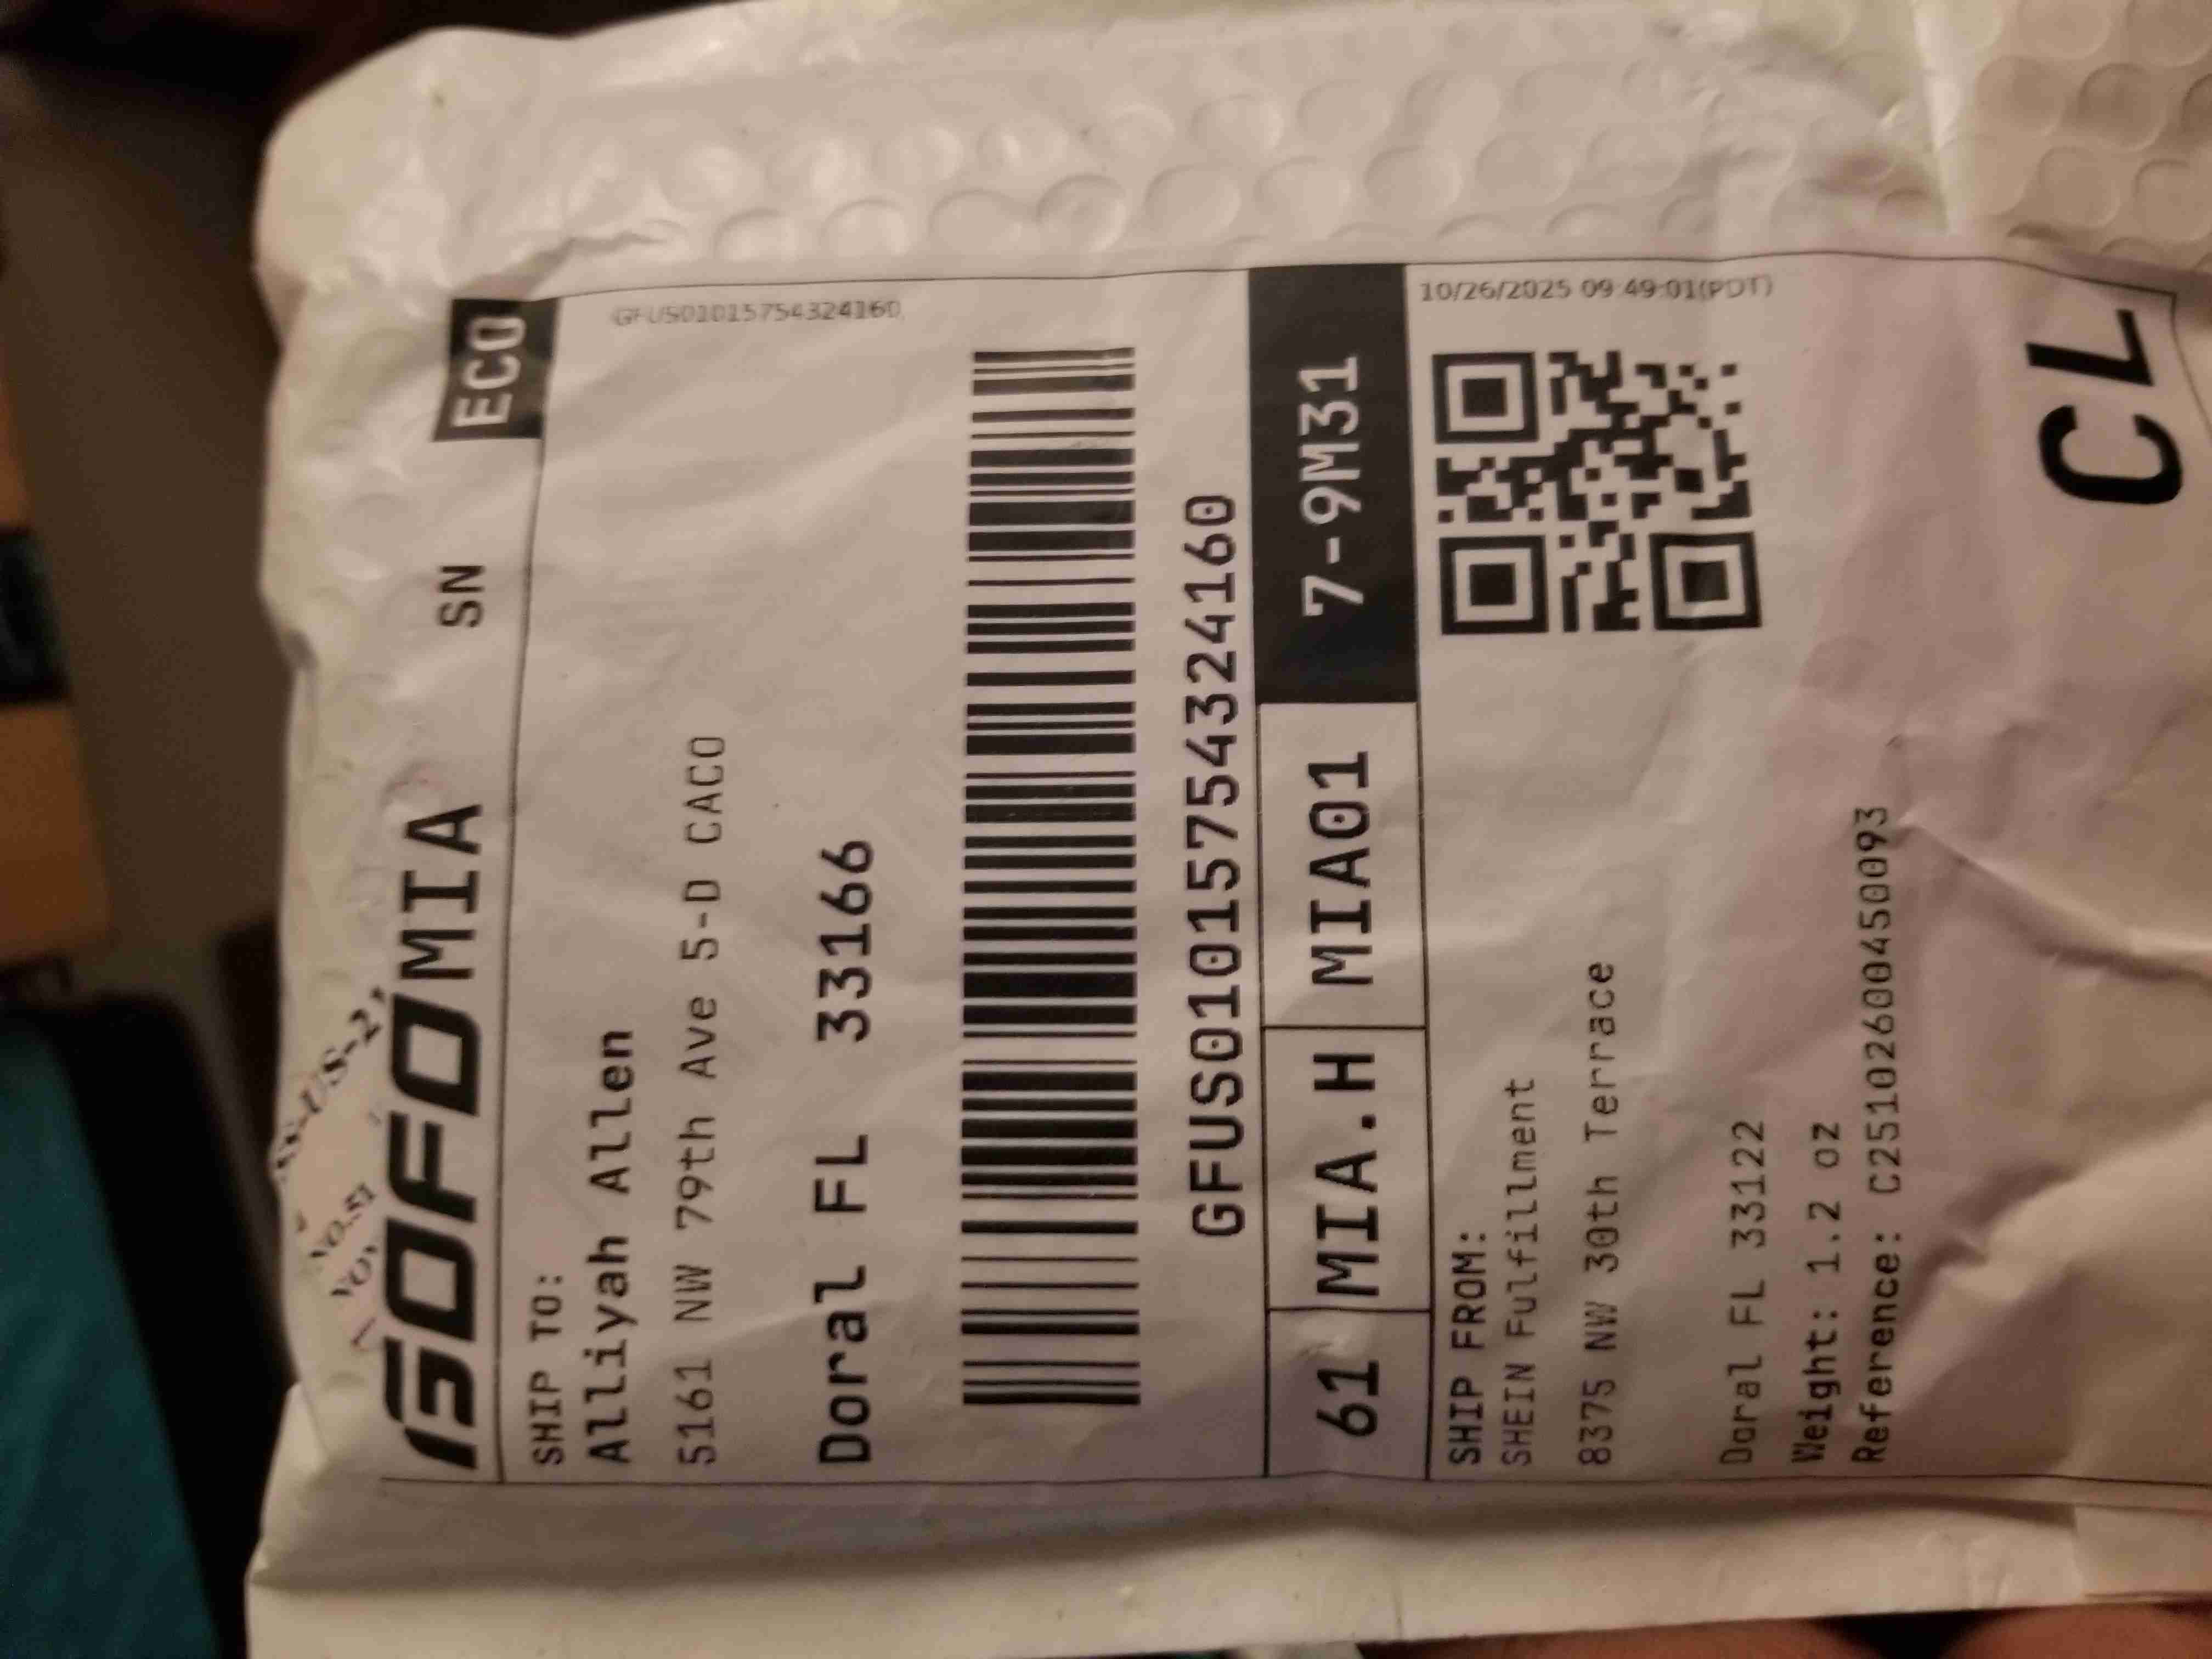 GOFO MIA SN ECO
SHIP TO:
Alliyah Allen
GFUS01015754324160
5161 NW 79th Ave 5-D CACO
Doral FL 33166
GFUS01015754324160
61 MIA.H MIA01 7-9M31
10/26/2025 09:49:01(PDT)
SHIP FROM:
SHEIN Fulfillment
8375 NW 30th Terrace
Doral FL 33122
Weight: 1.2 oz
Reference: C2510260045009​3
CL